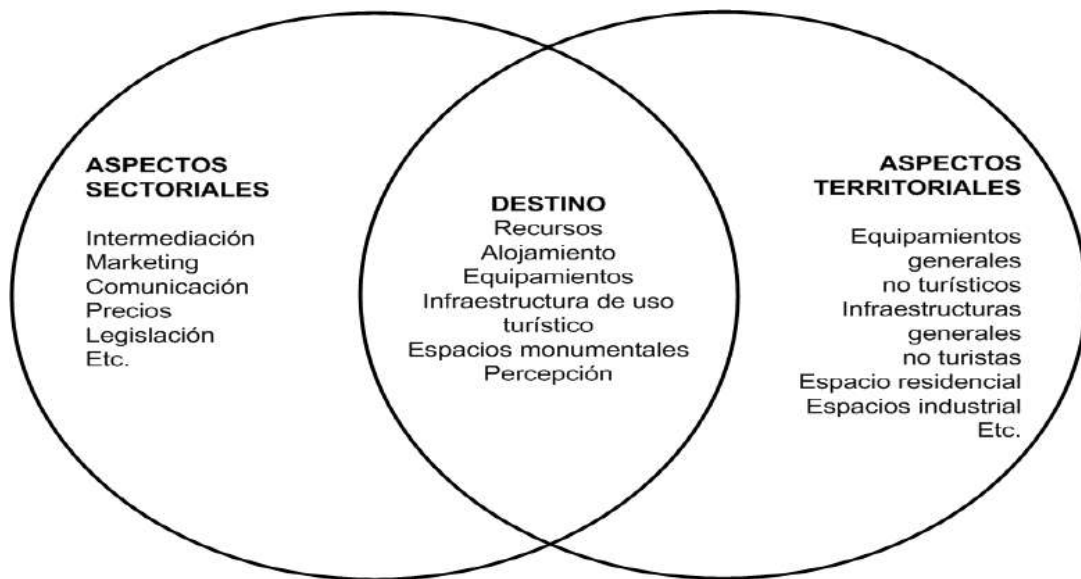 ASPECTOS
SECTORIALES
Intermediación
Marketing
Comunicación
Precios
Legislación
Etc.
DESTINO
Recursos
Alojamiento
Equipamientos
Infraestructura de uso
turístico
Espacios monumentales
Percepción
ASPECTOS
TERRITORIALES
Equipamientos
generales
no turísticos
Infraestructuras
generales
no turistas
Espacio residencial
Espacios industrial
Etc.